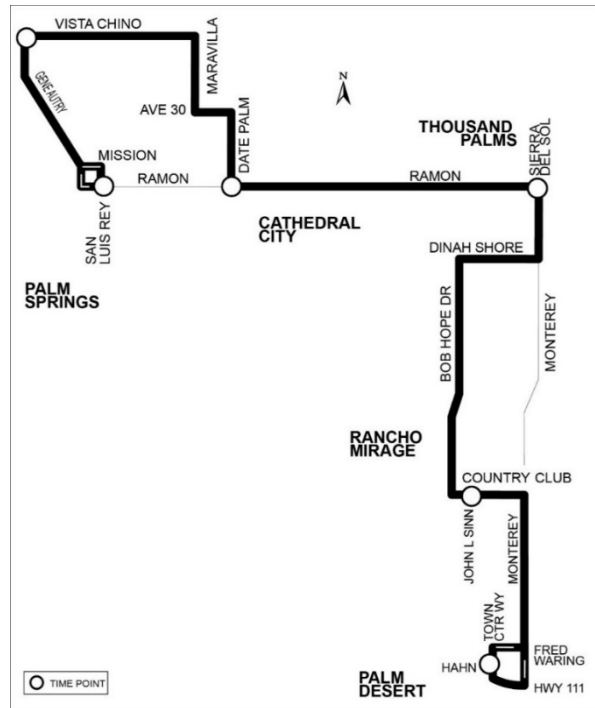 VISTA CHINO
MARAVILLA
GENE AUTRY
N
AVE 30
DATE PALM
THOUSAND
PALMS
SIERRA
DEL SOL
MISSION
RAMON
RAMON
SAN
LUIS REY
CATHEDRAL
CITY
DINAH SHORE
PALM
SPRINGS
BOB HOPE DR
MONTEREY
RANCHO
MIRAGE
COUNTRY CLUB
JOHN L SINN
MONTEREY
TOWN
CTR WY
FRED
WARING
HAHN
PALM
DESERT
HWY 111
TIME POINT